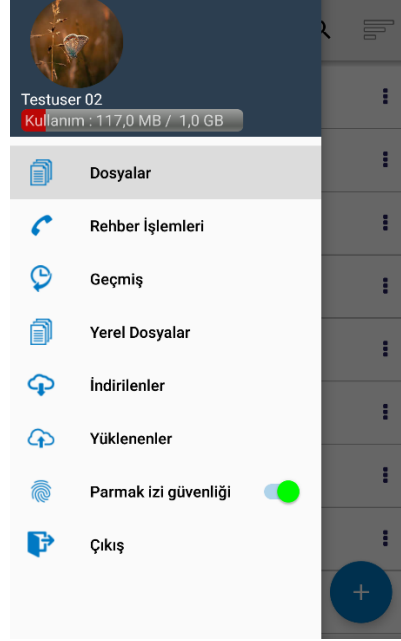 Testuser 02
Kullanım : 117,0 MB / 1,0 GB
Dosyalar
Rehber İşlemleri
Geçmiş
Yerel Dosyalar
İndirilenler
Yüklenenler
Parmak izi güvenliği
Çıkış